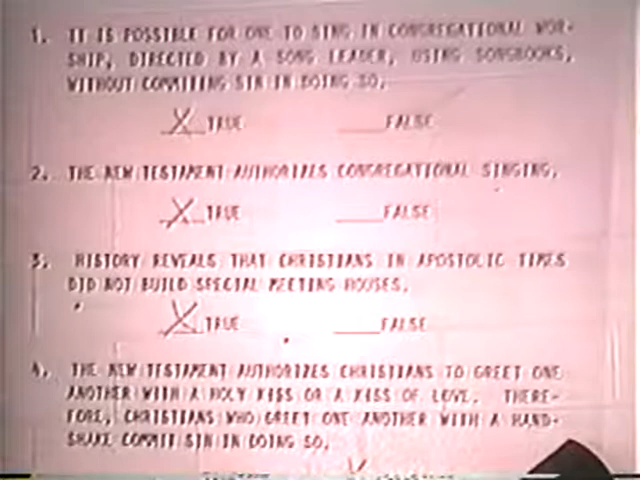 1. IT IS POSSIBLE FOR ONE TO SING IN CONGREGATIONAL WOR-
SHIP, DIRECTED BY A SONG LEADER, USING SONGBOOKS,
WITHOUT COMMITTING SIN IN DOING SO.
X TRUE ____FALSE
2. THE NEW TESTAMENT AUTHORIZES CONGREGATIONAL SINGING.
X TRUE ____FALSE
3. HISTORY REVEALS THAT CHRISTIANS IN APOSTOLIC TIMES
DID NOT BUILD SPECIAL MEETING HOUSES.
X TRUE ____FALSE
4. THE NEW TESTAMENT AUTHORIZES CHRISTIANS TO GREET ONE
ANOTHER WITH A HOLY KISS OR A KISS OF LOVE. THERE-
FORE, CHRISTIANS WHO GREET ONE ANOTHER WITH A HAND-
SHAKE COMMIT SIN IN DOING SO.